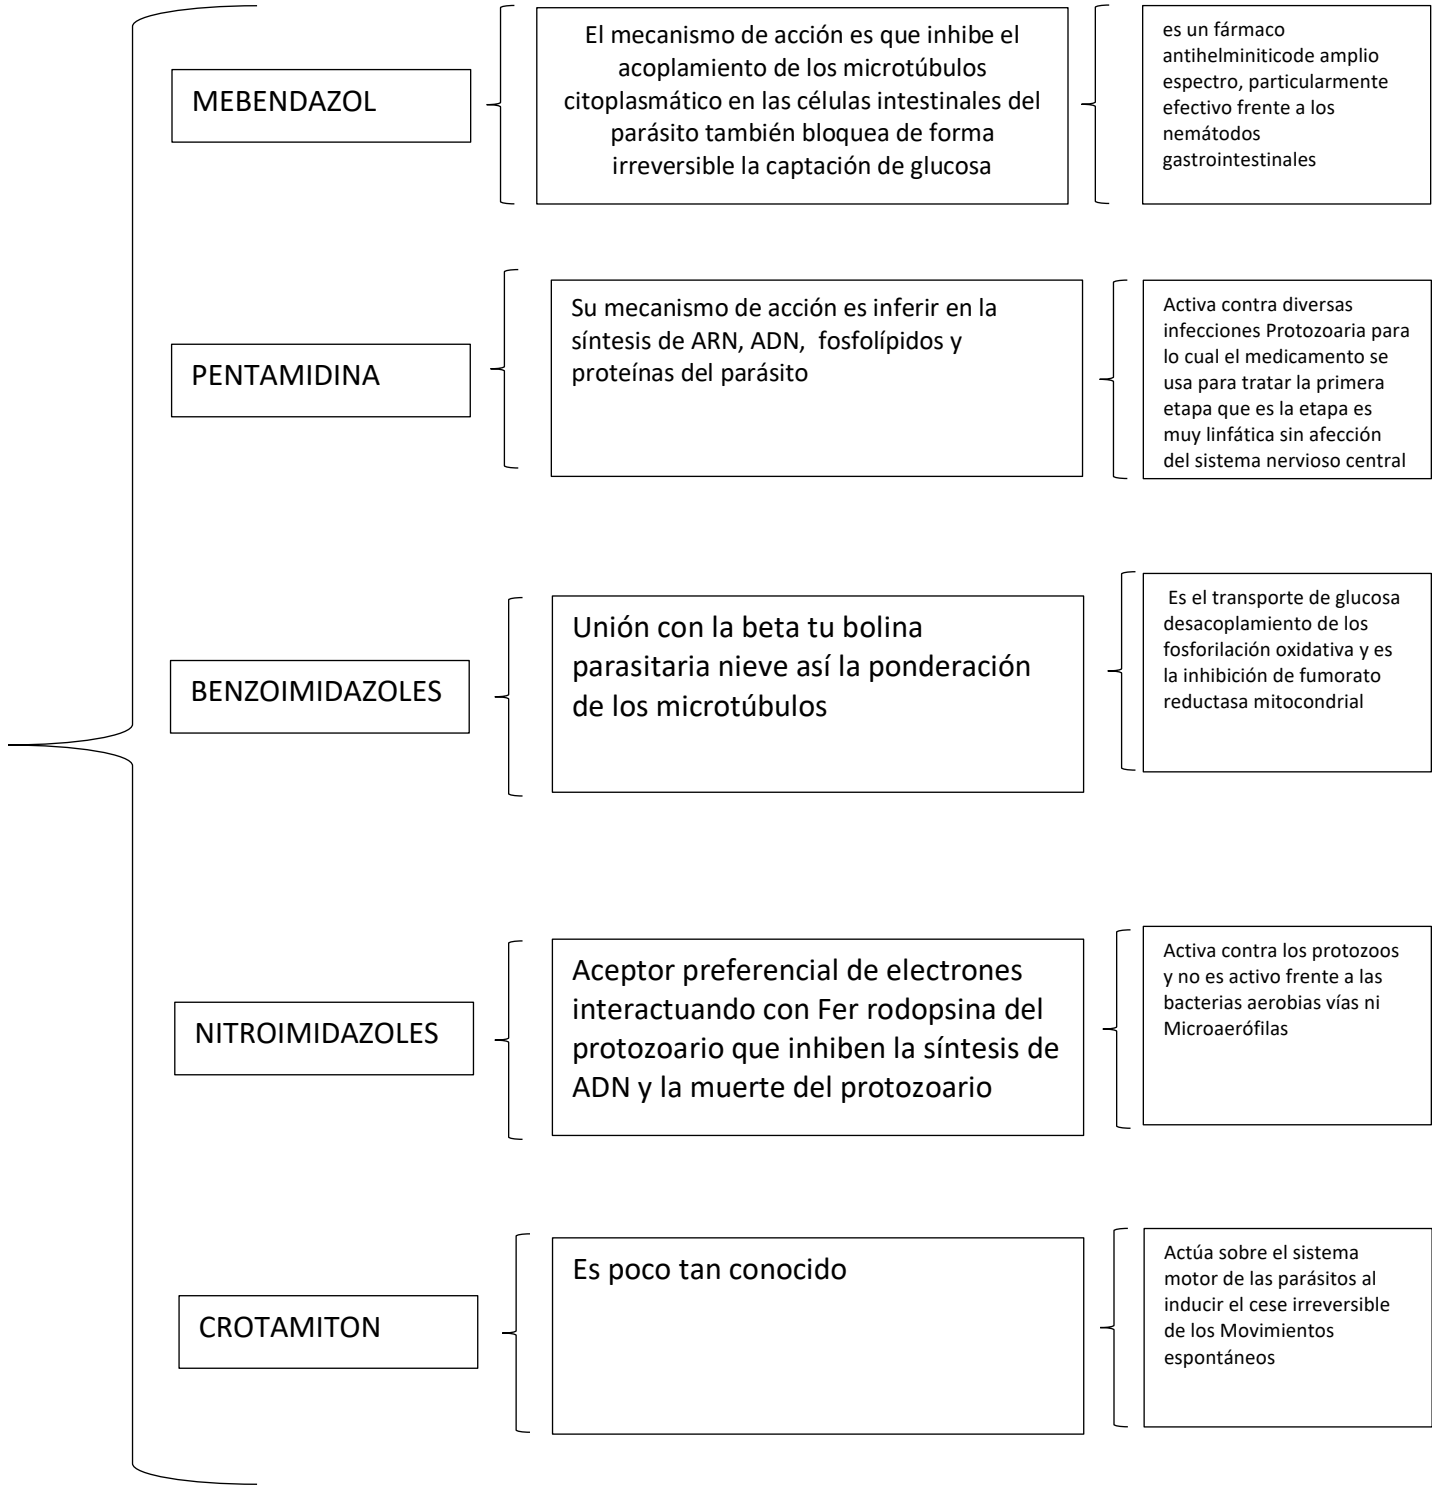 MEBENDAZOL
El mecanismo de acción es que inhibe el
acoplamiento de los microtúbulos
citoplasmático en las células intestinales del
parásito también bloquea de forma
irreversible la captación de glucosa
es un fármaco
antihelminiticode amplio
espectro, particularmente
efectivo frente a los
nemátodos
gastrointestinales
PENTAMIDINA
Su mecanismo de acción es inferir en la
síntesis de ARN, ADN, fosfolípidos y
proteínas del parásito
Activa contra diversas
infecciones Protozoaria para
lo cual el medicamento se
usa para tratar la primera
etapa que es la etapa es
muy linfática sin afección
del sistema nervioso central
BENZOIMIDAZOLES
Unión con la beta tu bolina
parasitaria nieve así la ponderación
de los microtúbulos
Es el transporte de glucosa
desacoplamiento de los
fosforilación oxidativa y es
la inhibición de fumorato
reductasa mitocondrial
NITROIMIDAZOLES
Aceptor preferencial de electrones
interactuando con Fer rodopsina del
protozoario que inhiben la síntesis de
ADN y la muerte del protozoario
Activa contra los protozoos
y no es activo frente a las
bacterias aerobias vías ni
Microaerófilas
CROTAMITON
Es poco tan conocido
Actúa sobre el sistema
motor de las parásitos al
inducir el cese irreversible
de los Movimientos
espontáneos